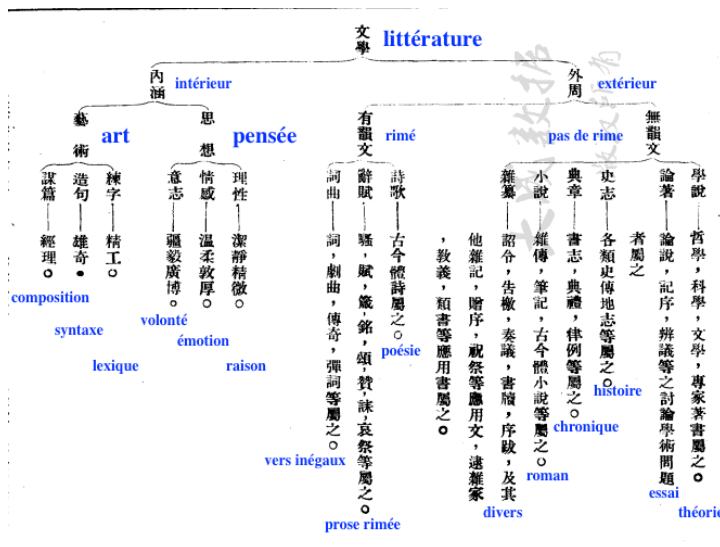 文學 littérature
外周 extérieur
內涵 intérieur
無韻文 pas de rime
有韻文 rimé
思想 pensée
藝術 art
學說 哲學，科學，文學，專家著書屬之。 théorie
論著 論說，記序，辨議等之討論學術問題
者屬之 essai
史志 各類史傳地志等屬之。 histoire
典章 書志，典禮，律例等屬之。 chronique
小說 雜傳，筆記，古今體小說等屬之。 roman
雜纂 詔令，告檄，奏議，書牘，序跋，及其
他雜記，贈序，祝祭等應用文，逮雜家
，敎義，類書等應用書屬之。 divers
詩歌 古今體詩屬之。 poésie
辭賦 騷，賦，箴，銘，頌，贊，誄，哀祭等屬之。 prose rimée
詞曲 詞，劇曲，傳奇，彈詞等屬之。 vers inégaux
理性 潔靜精微。 raison
情感 温柔敦厚。 émotion
意志 疆毅廣博。 volonté
練字 精工。 lexique
造句 雄奇。 syntaxe
謀篇 經理。 composition